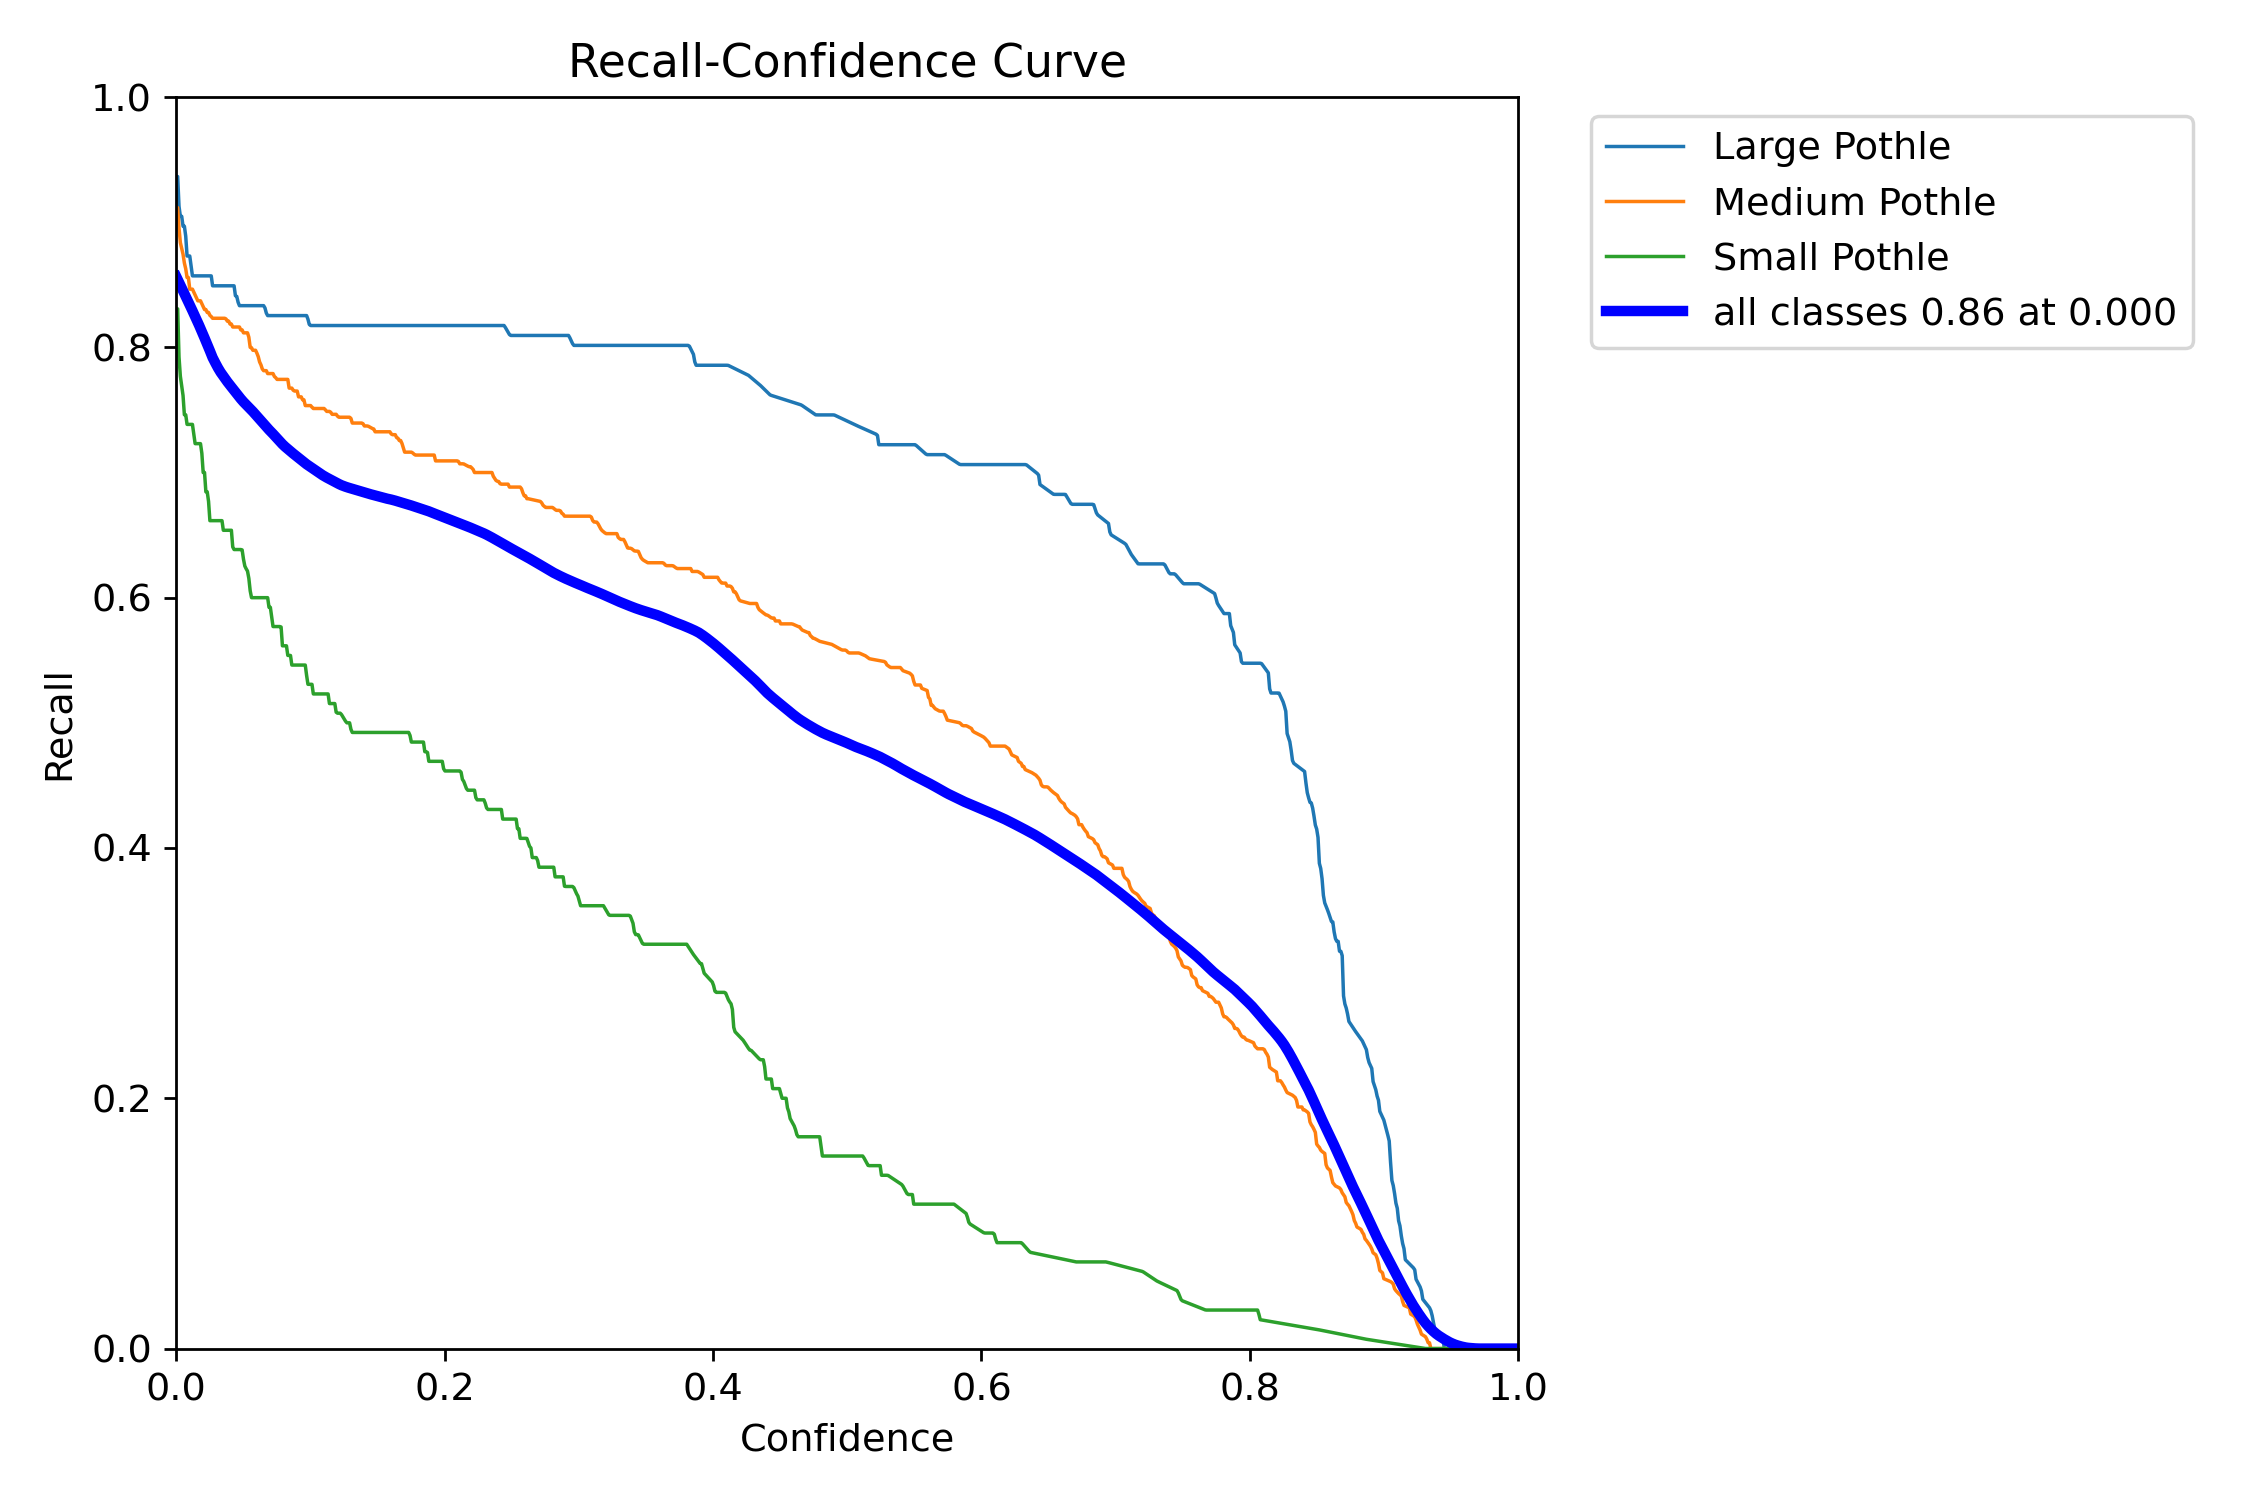 Recall-Confidence Curve
1.0
0.8
0.6
0.4
0.2
0.0
Recall
0.0 0.2 0.4 0.6 0.8 1.0
Confidence
Large Pothle
Medium Pothle
Small Pothle
all classes 0.86 at 0.000